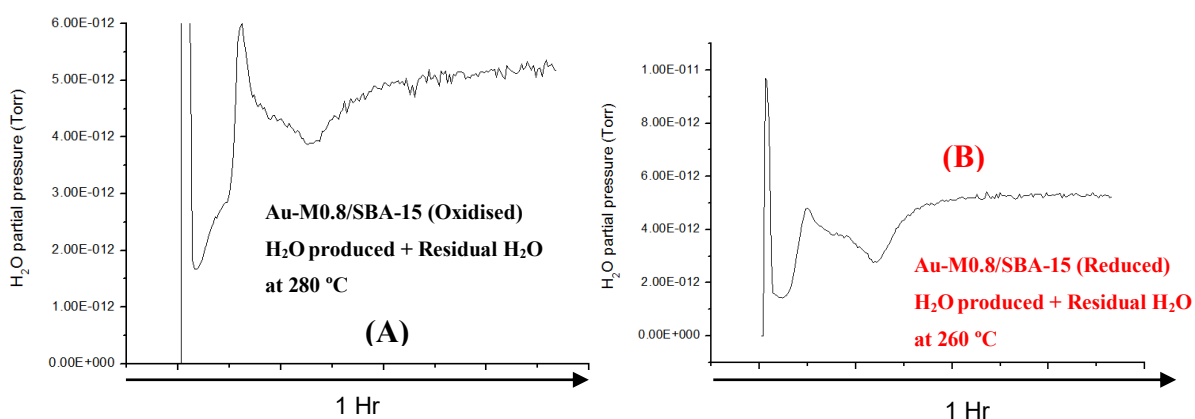 6.00E-012
5.00E-012
4.00E-012
3.00E-012
2.00E-012
1.00E-012
0.00E+000
H₂O partial pressure (Torr)
Au-M0.8/SBA-15 (Oxidised)
H₂O produced + Residual H₂O
at 280 ºC
(A)
1 Hr
1.00E-011
8.00E-012
6.00E-012
4.00E-012
2.00E-012
0.00E+000
H₂O partial pressure (Torr)
(B)
Au-M0.8/SBA-15 (Reduced)
H₂O produced + Residual H₂O
at 260 ºC
1 Hr